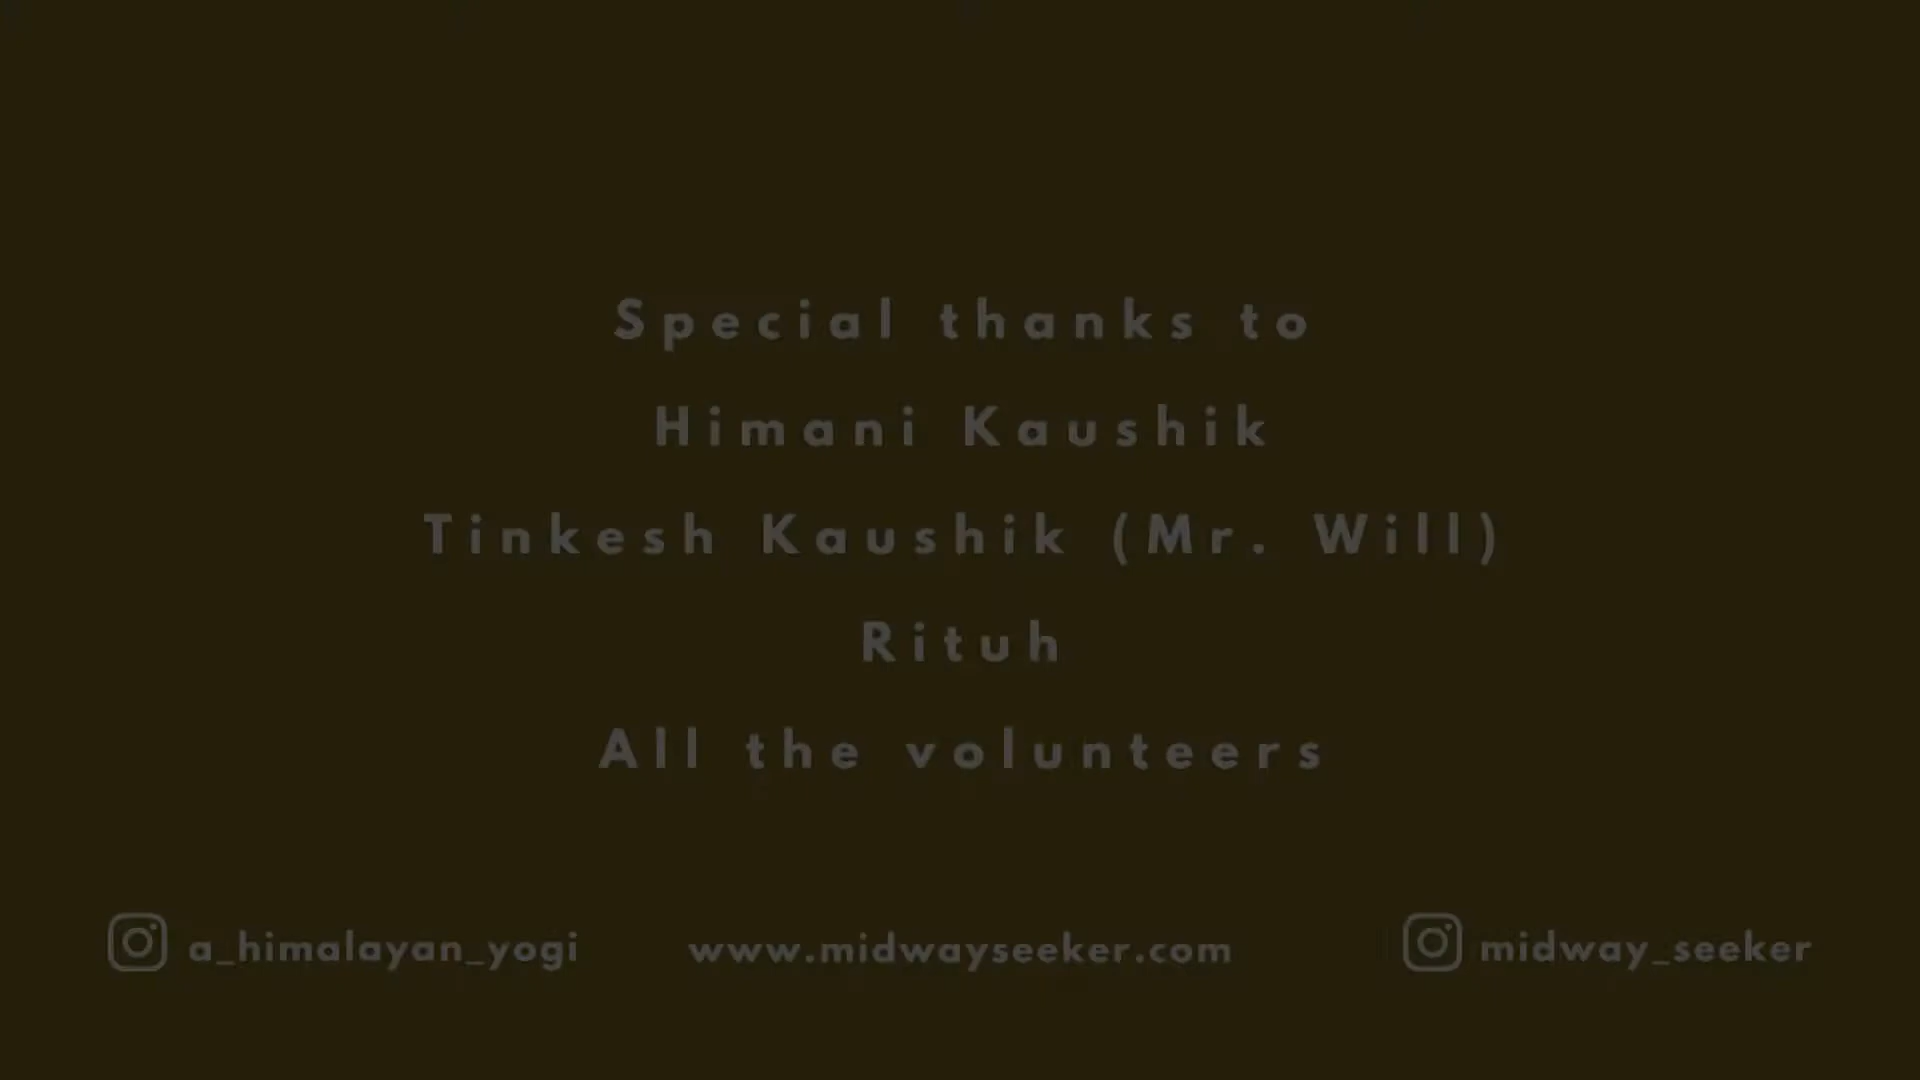 Special thanks to
Himani Kaushik
Tinkesh Kaushik (Mr. Will)
Rituh
All the volunteers
a_himalayan_yogi www.midwayseeker.com midway_seeker